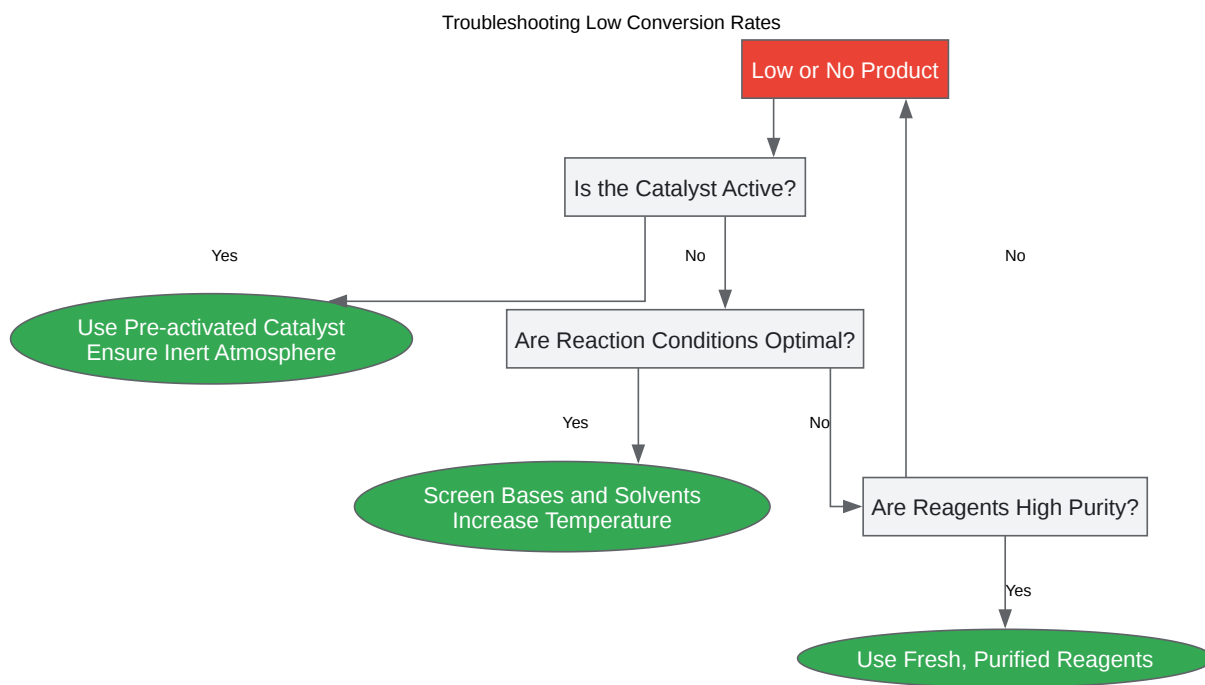 Troubleshooting Low Conversion Rates
Low or No Product
Is the Catalyst Active?
Yes
No
No
Use Pre-activated Catalyst
Ensure Inert Atmosphere
Are Reaction Conditions Optimal?
Yes
No
Screen Bases and Solvents
Increase Temperature
Are Reagents High Purity?
Yes
Use Fresh, Purified Reagents